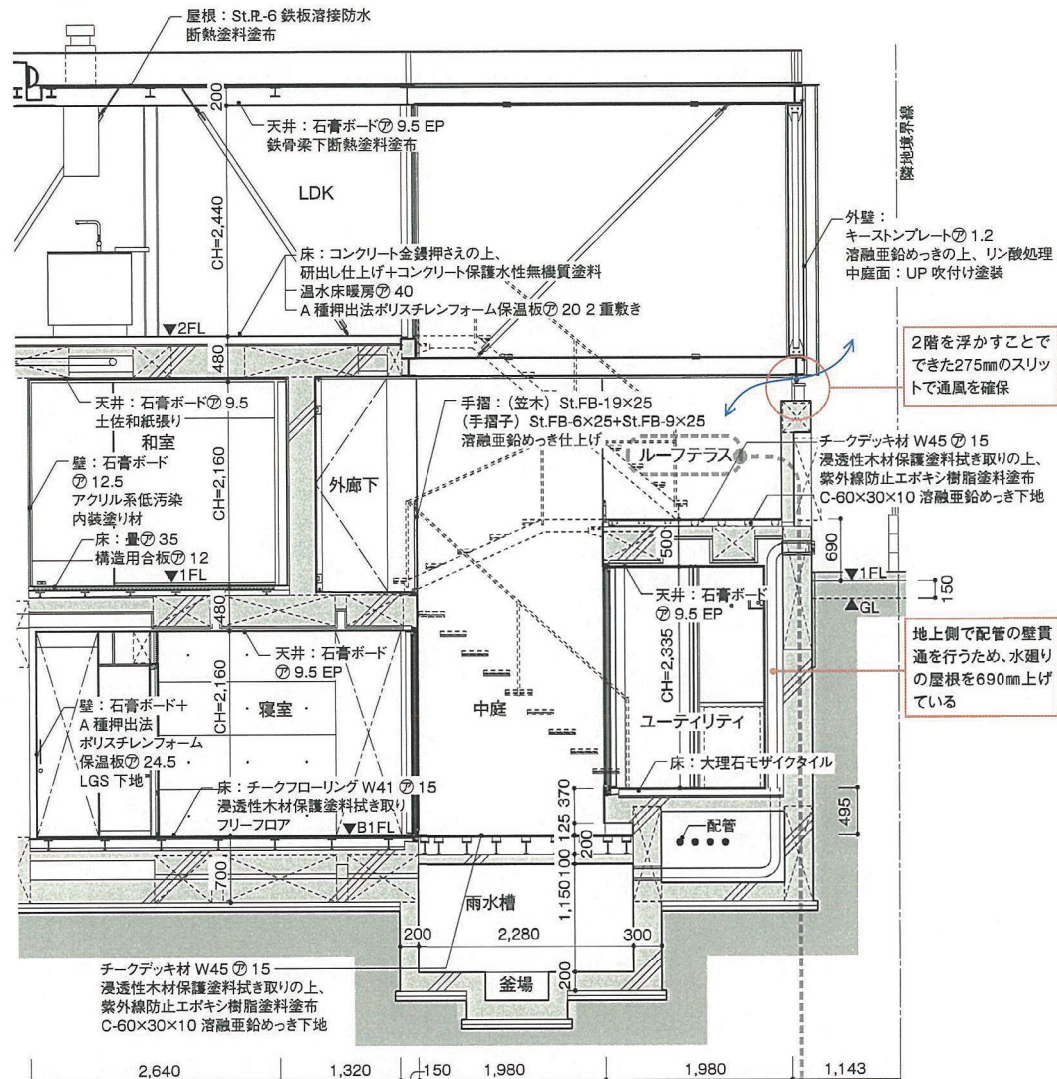 屋根：St.PL-6 鉄板溶接防水
断熱塗料塗布
200
天井：石膏ボード㋐ 9.5 EP
鉄骨梁下断熱塗料塗布
LDK
CH=2,440
隣地境界線
外壁：
キーストンプレート㋐ 1.2
溶融亜鉛めっきの上、リン酸処理
中庭面：UP 吹付け塗装
床：コンクリート金鏝押さえの上、
研出し仕上げ+コンクリート保護水性無機質塗料
温水床暖房㋐ 40
A 種押出法ポリスチレンフォーム保温板㋐ 20 2 重敷き
▼2FL
480
2階を浮かすことで
できた275㎜のスリッ
トで通風を確保
天井：石膏ボード㋐ 9.5
土佐和紙張り
和室
壁：石膏ボード
㋐ 12.5
アクリル系低汚染
内装塗り材
CH=2,160
床：畳㋐ 35
構造用合板㋐ 12
▼1FL
外廊下
手摺：（笠木）St.FB-19×25
（手摺子）St.FB-6×25+St.FB-9×25
溶融亜鉛めっき仕上げ
ルーフテラス
チークデッキ材 W45 ㋐ 15
浸透性木材保護塗料拭き取りの上、
紫外線防止エポキシ樹脂塗料塗布
C-60×30×10 溶融亜鉛めっき下地
500
690
▼1FL
150
▲GL
480
天井：石膏ボード
㋐ 9.5 EP
天井：石膏ボード
㋐ 9.5 EP
地上側で配管の壁貫
通を行うため、水廻り
の屋根を690㎜上げ
ている
壁：石膏ボード+
A 種押出法
ポリスチレンフォーム
保温板㋐ 24.5
LGS 下地
CH=2,160
寝室
中庭
CH=2,335
ユーティリティ
床：大理石モザイクタイル
床：チークフローリング W41 ㋐ 15
浸透性木材保護塗料拭き取り
フリーフロア
▼B1FL
370
125
200
495
配管
700
100
1,150
雨水槽
200
2,280
300
200
釜場
チークデッキ材 W45 ㋐ 15
浸透性木材保護塗料拭き取りの上、
紫外線防止エポキシ樹脂塗料塗布
C-60×30×10 溶融亜鉛めっき下地
2,640
1,320
150
1,980
1,980
1,143